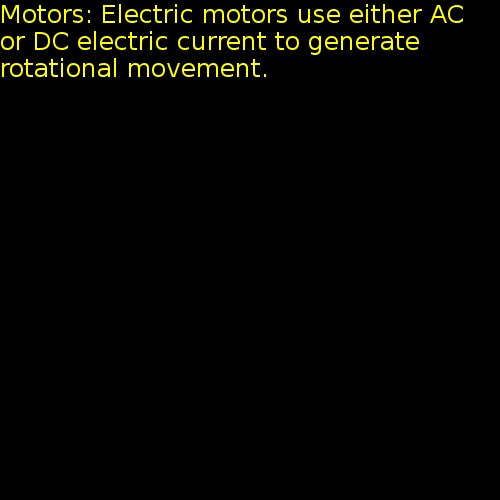 Motors: Electric motors use either AC
or DC electric current to generate
rotational movement.